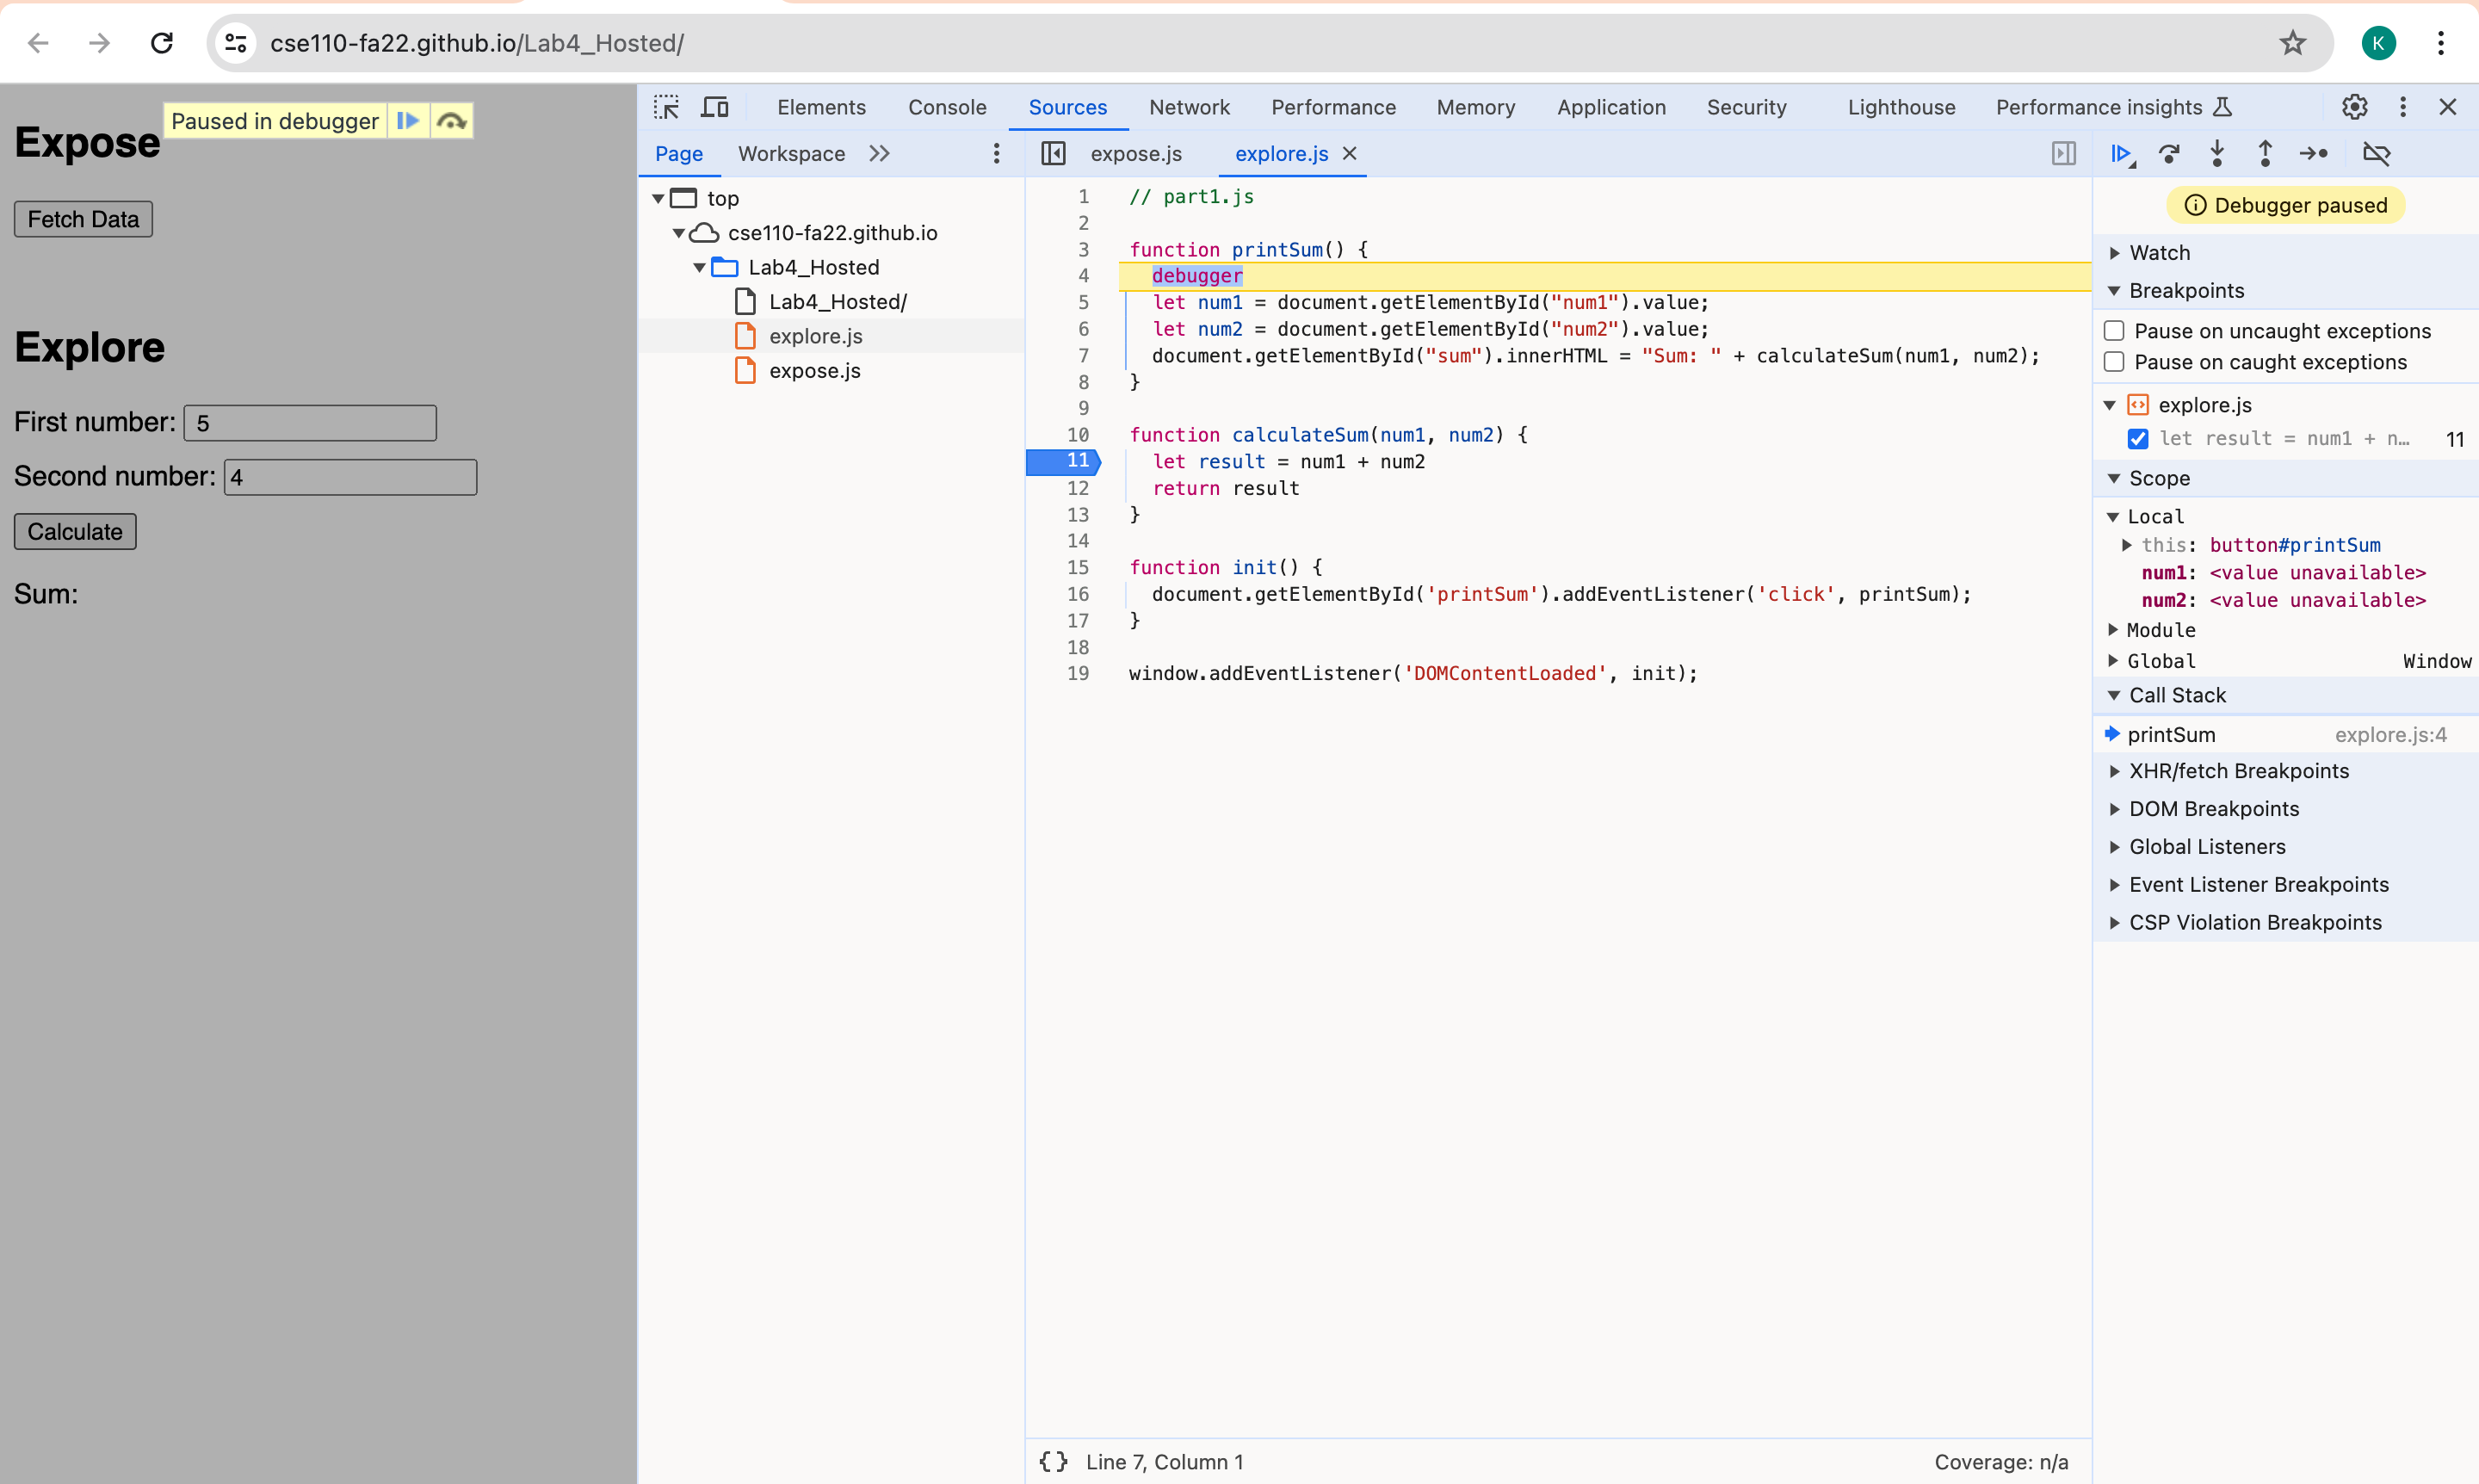 cse110-fa22.github.io/Lab4_Hosted/
K
Expose
Paused in debugger
Fetch Data
Explore
First number: 5
Second number: 4
Calculate
Sum:
Elements Console Sources Network Performance Memory Application Security Lighthouse Performance insights
Page Workspace
top
cse110-fa22.github.io
Lab4_Hosted
Lab4_Hosted/
explore.js
expose.js
expose.js explore.js
1 // part1.js
2
3 function printSum() {
4 debugger
5 let num1 = document.getElementById("num1").value;
6 let num2 = document.getElementById("num2").value;
7 document.getElementById("sum").innerHTML = "Sum: " + calculateSum(num1, num2);
8 }
9
10 function calculateSum(num1, num2) {
11 let result = num1 + num2
12 return result
13 }
14
15 function init() {
16 document.getElementById('printSum').addEventListener('click', printSum);
17 }
18
19 window.addEventListener('DOMContentLoaded', init);
{} Line 7, Column 1 Coverage: n/a
Debugger paused
Watch
Breakpoints
Pause on uncaught exceptions
Pause on caught exceptions
explore.js
let result = num1 + n… 11
Scope
Local
this: button#printSum
num1: <value unavailable>
num2: <value unavailable>
Module
Global Window
Call Stack
printSum explore.js:4
XHR/fetch Breakpoints
DOM Breakpoints
Global Listeners
Event Listener Breakpoints
CSP Violation Breakpoints